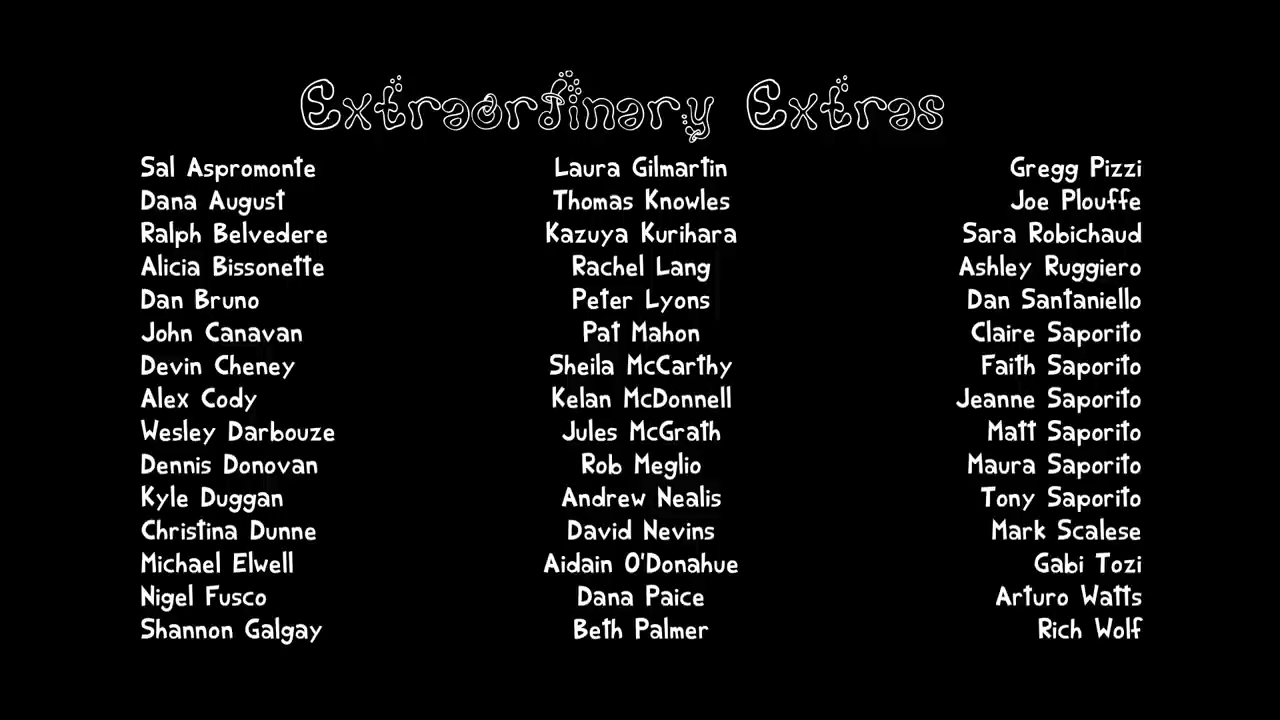 Extraordinary Extras
Sal Aspromonte
Dana August
Ralph Belvedere
Alicia Bissonette
Dan Bruno
John Canavan
Devin Cheney
Alex Cody
Wesley Darbouze
Dennis Donovan
Kyle Duggan
Christina Dunne
Michael Elwell
Nigel Fusco
Shannon Galgay
Laura Gilmartin
Thomas Knowles
Kazuya Kurihara
Rachel Lang
Peter Lyons
Pat Mahon
Sheila McCarthy
Kelan McDonnell
Jules McGrath
Rob Meglio
Andrew Nealis
David Nevins
Aidain O'Donahue
Dana Paice
Beth Palmer
Gregg Pizzi
Joe Plouffe
Sara Robichaud
Ashley Ruggiero
Dan Santaniello
Claire Saporito
Faith Saporito
Jeanne Saporito
Matt Saporito
Maura Saporito
Tony Saporito
Mark Scalese
Gabi Tozi
Arturo Watts
Rich Wolf